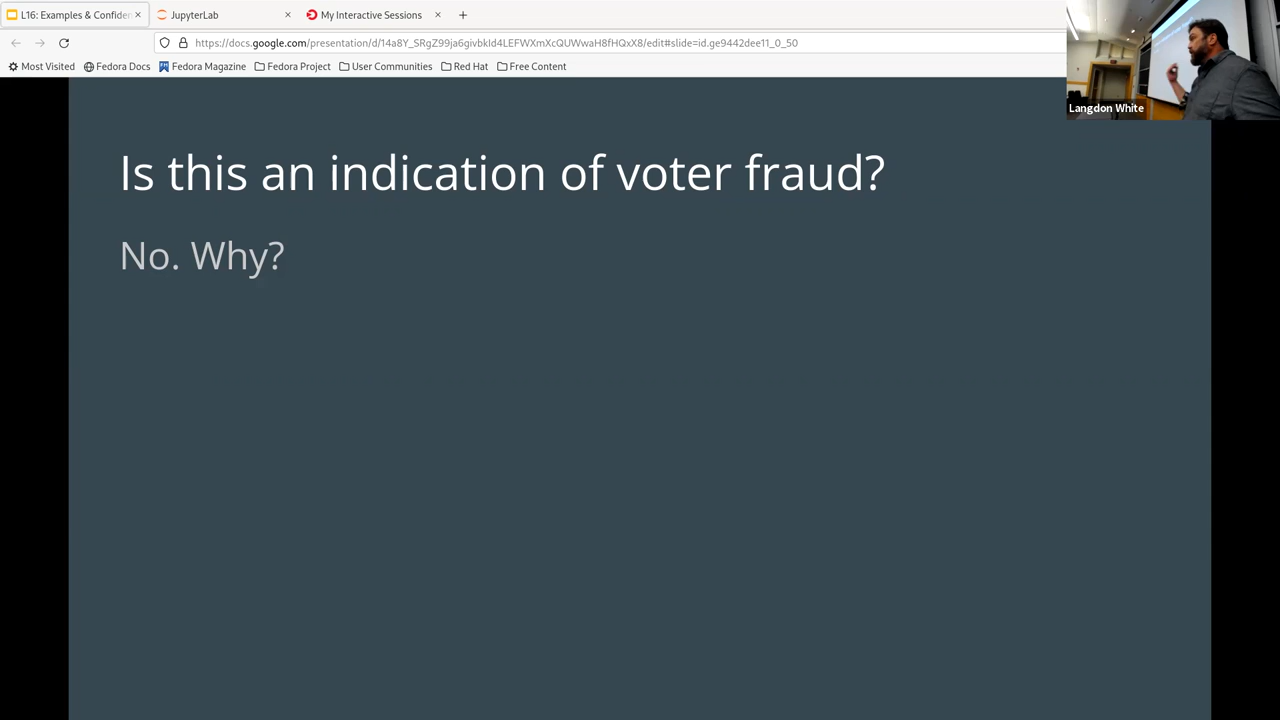 L16: Examples & Confiden
JupyterLab
My Interactive Sessions
https://docs.google.com/presentation/d/14a8Y_SRgZ99ja6givbkId4LEFWXmXcQUWwaH8fHQxX8/edit#slide=id.ge9442dee11_0_50
Most Visited
Fedora Docs
Fedora Magazine
Fedora Project
User Communities
Red Hat
Free Content
Langdon White
Is this an indication of voter fraud?
No. Why?